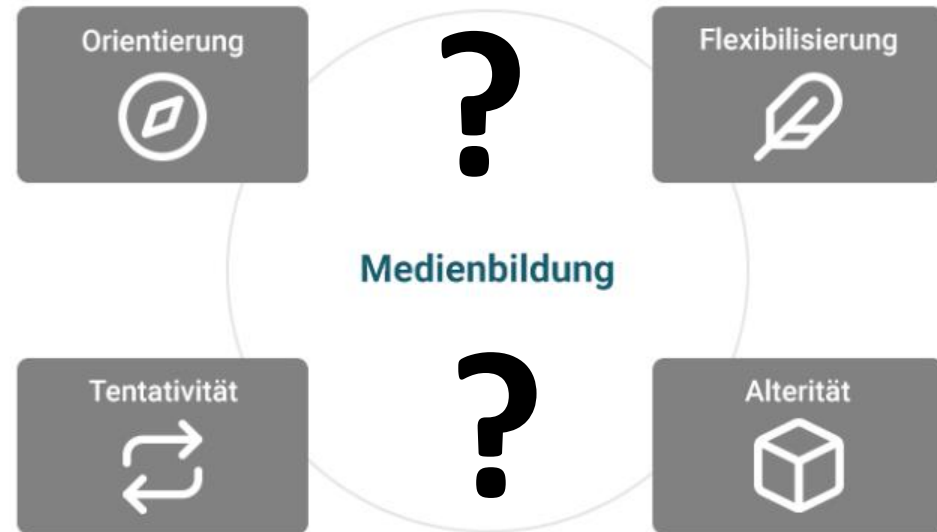 Orientierung
?
Flexibilisierung
Medienbildung
Tentativität
?
Alterität